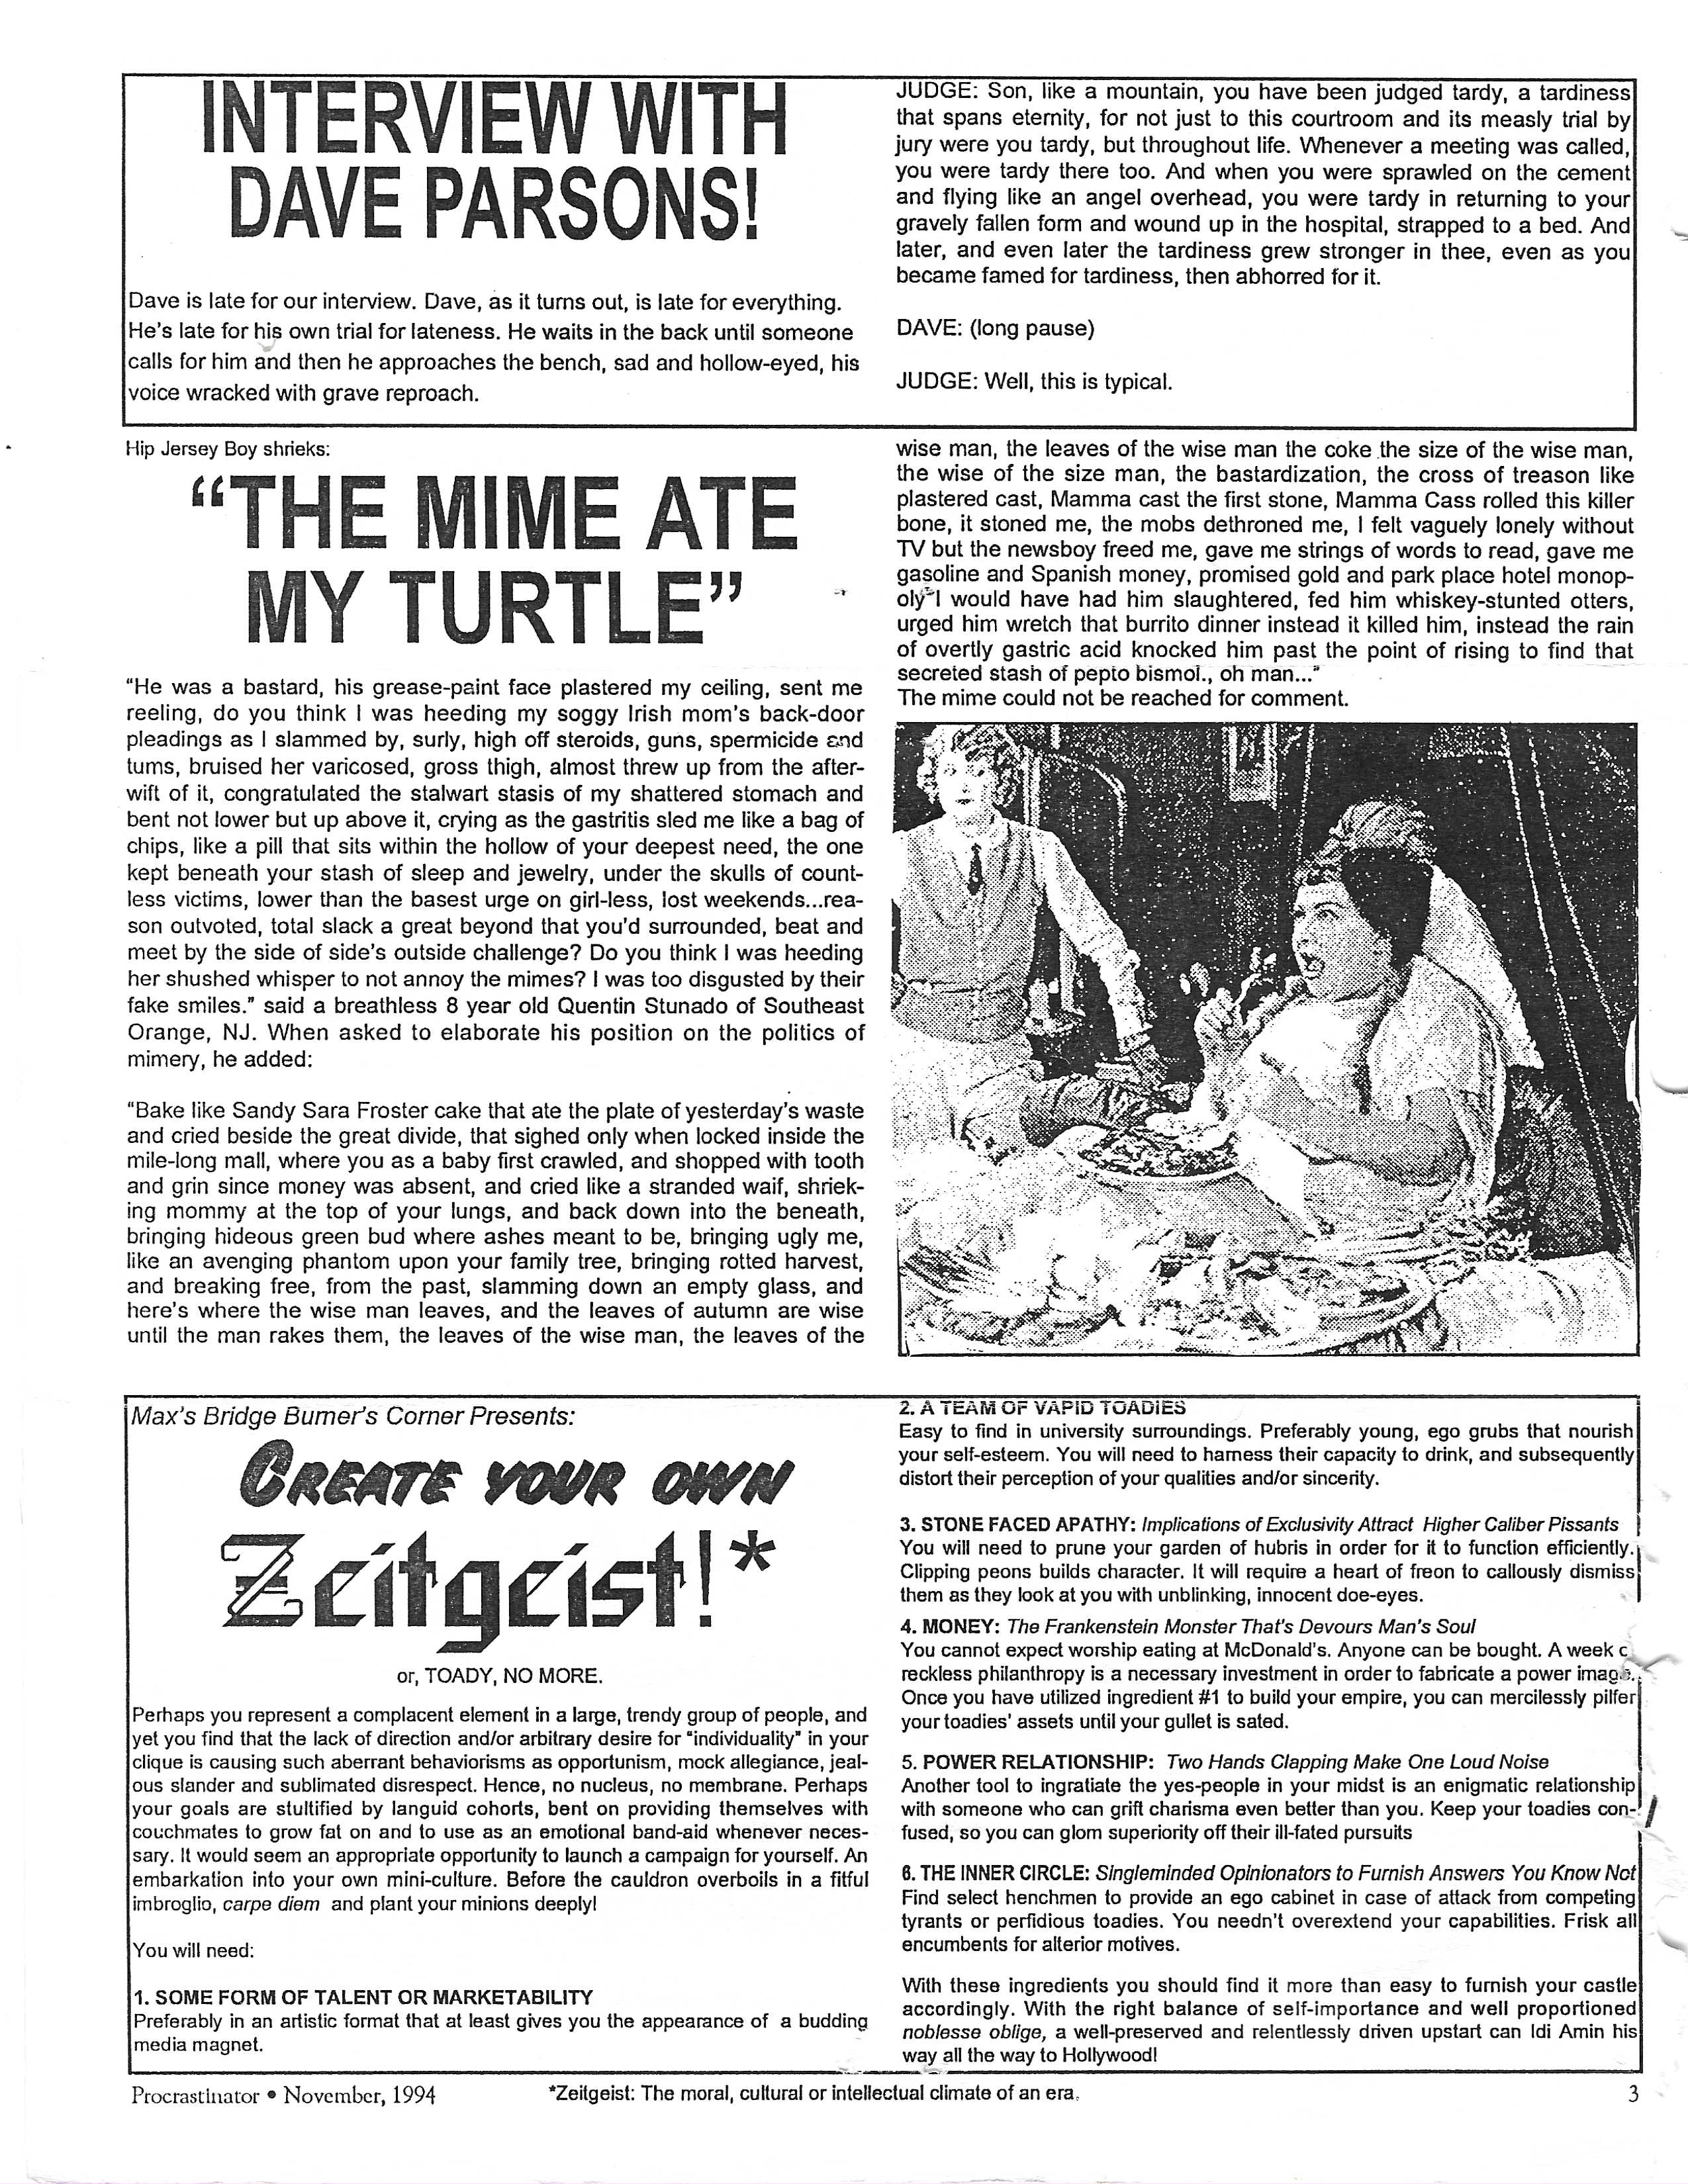 INTERVIEW WITH
DAVE PARSONS!
Dave is late for our interview. Dave, as it turns out, is late for everything.
He's late for his own trial for lateness. He waits in the back until someone
calls for him and then he approaches the bench, sad and hollow-eyed, his
voice wracked with grave reproach.
JUDGE: Son, like a mountain, you have been judged tardy, a tardiness
that spans eternity, for not just to this courtroom and its measly trial by
jury were you tardy, but throughout life. Whenever a meeting was called,
you were tardy there too. And when you were sprawled on the cement
and flying like an angel overhead, you were tardy in returning to your
gravely fallen form and wound up in the hospital, strapped to a bed. And
later, and even later the tardiness grew stronger in thee, even as you
became famed for tardiness, then abhorred for it.
DAVE: (long pause)
JUDGE: Well, this is typical.
Hip Jersey Boy shrieks:
“THE MIME ATE
MY TURTLE”
“He was a bastard, his grease-paint face plastered my ceiling, sent me
reeling, do you think I was heeding my soggy Irish mom's back-door
pleadings as I slammed by, surly, high off steroids, guns, spermicide and
tums, bruised her varicosed, gross thigh, almost threw up from the after-
wift of it, congratulated the stalwart stasis of my shattered stomach and
bent not lower but up above it, crying as the gastritis sled me like a bag of
chips, like a pill that sits within the hollow of your deepest need, the one
kept beneath your stash of sleep and jewelry, under the skulls of count-
less victims, lower than the basest urge on girl-less, lost weekends...rea-
son outvoted, total slack a great beyond that you'd surrounded, beat and
meet by the side of side's outside challenge? Do you think I was heeding
her shushed whisper to not annoy the mimes? I was too disgusted by their
fake smiles." said a breathless 8 year old Quentin Stunado of Southeast
Orange, NJ. When asked to elaborate his position on the politics of
mimery, he added:
“Bake like Sandy Sara Froster cake that ate the plate of yesterday's waste
and cried beside the great divide, that sighed only when locked inside the
mile-long mall, where you as a baby first crawled, and shopped with tooth
and grin since money was absent, and cried like a stranded waif, shriek-
ing mommy at the top of your lungs, and back down into the beneath,
bringing hideous green bud where ashes meant to be, bringing ugly me,
like an avenging phantom upon your family tree, bringing rotted harvest,
and breaking free, from the past, slamming down an empty glass, and
here's where the wise man leaves, and the leaves of autumn are wise
until the man rakes them, the leaves of the wise man, the leaves of the
wise man, the leaves of the wise man the coke the size of the wise man,
the wise of the size man, the bastardization, the cross of treason like
plastered cast, Mamma cast the first stone, Mamma Cass rolled this killer
bone, it stoned me, the mobs dethroned me, I felt vaguely lonely without
TV but the newsboy freed me, gave me strings of words to read, gave me
gasoline and Spanish money, promised gold and park place hotel monop-
oly I would have had him slaughtered, fed him whiskey-stunted otters,
urged him wretch that burrito dinner instead it killed him, instead the rain
of overtly gastric acid knocked him past the point of rising to find that
secreted stash of pepto bismol., oh man..."
The mime could not be reached for comment.
Max's Bridge Burner's Corner Presents:
CREATE YOUR OWN
Zeitgeist!*
or, TOADY, NO MORE.
Perhaps you represent a complacent element in a large, trendy group of people, and
yet you find that the lack of direction and/or arbitrary desire for "individuality" in your
clique is causing such aberrant behaviorisms as opportunism, mock allegiance, jeal-
ous slander and sublimated disrespect. Hence, no nucleus, no membrane. Perhaps
your goals are stultified by languid cohorts, bent on providing themselves with
couchmates to grow fat on and to use as an emotional band-aid whenever neces-
sary. It would seem an appropriate opportunity to launch a campaign for yourself. An
embarkation into your own mini-culture. Before the cauldron overboils in a fitful
imbroglio, carpe diem and plant your minions deeply!
You will need:
1. SOME FORM OF TALENT OR MARKETABILITY
Preferably in an artistic format that at least gives you the appearance of a budding
media magnet.
2. A TEAM OF VAPID TOADIES
Easy to find in university surroundings. Preferably young, ego grubs that nourish
your self-esteem. You will need to harness their capacity to drink, and subsequently
distort their perception of your qualities and/or sincerity.
3. STONE FACED APATHY: Implications of Exclusivity Attract Higher Caliber Pissants
You will need to prune your garden of hubris in order for it to function efficiently.
Clipping peons builds character. It will require a heart of freon to callously dismiss
them as they look at you with unblinking, innocent doe-eyes.
4. MONEY: The Frankenstein Monster That's Devours Man's Soul
You cannot expect worship eating at McDonald's. Anyone can be bought. A week
reckless philanthropy is a necessary investment in order to fabricate a power image.
Once you have utilized ingredient #1 to build your empire, you can mercilessly pilfer
your toadies' assets until your gullet is sated.
5. POWER RELATIONSHIP: Two Hands Clapping Make One Loud Noise
Another tool to ingratiate the yes-people in your midst is an enigmatic relationship
with someone who can grift charisma even better than you. Keep your toadies con-
fused, so you can glom superiority off their ill-fated pursuits
6. THE INNER CIRCLE: Singleminded Opinionators to Furnish Answers You Know Not
Find select henchmen to provide an ego cabinet in case of attack from competing
tyrants or perfidious toadies. You needn't overextend your capabilities. Frisk all
encumbents for alterior motives.
With these ingredients you should find it more than easy to furnish your castle
accordingly. With the right balance of self-importance and well proportioned
noblesse oblige, a well-preserved and relentlessly driven upstart can Idi Amin his
way all the way to Hollywood!
Procrastinator • November, 1994
*Zeitgeist: The moral, cultural or intellectual climate of an era.
3